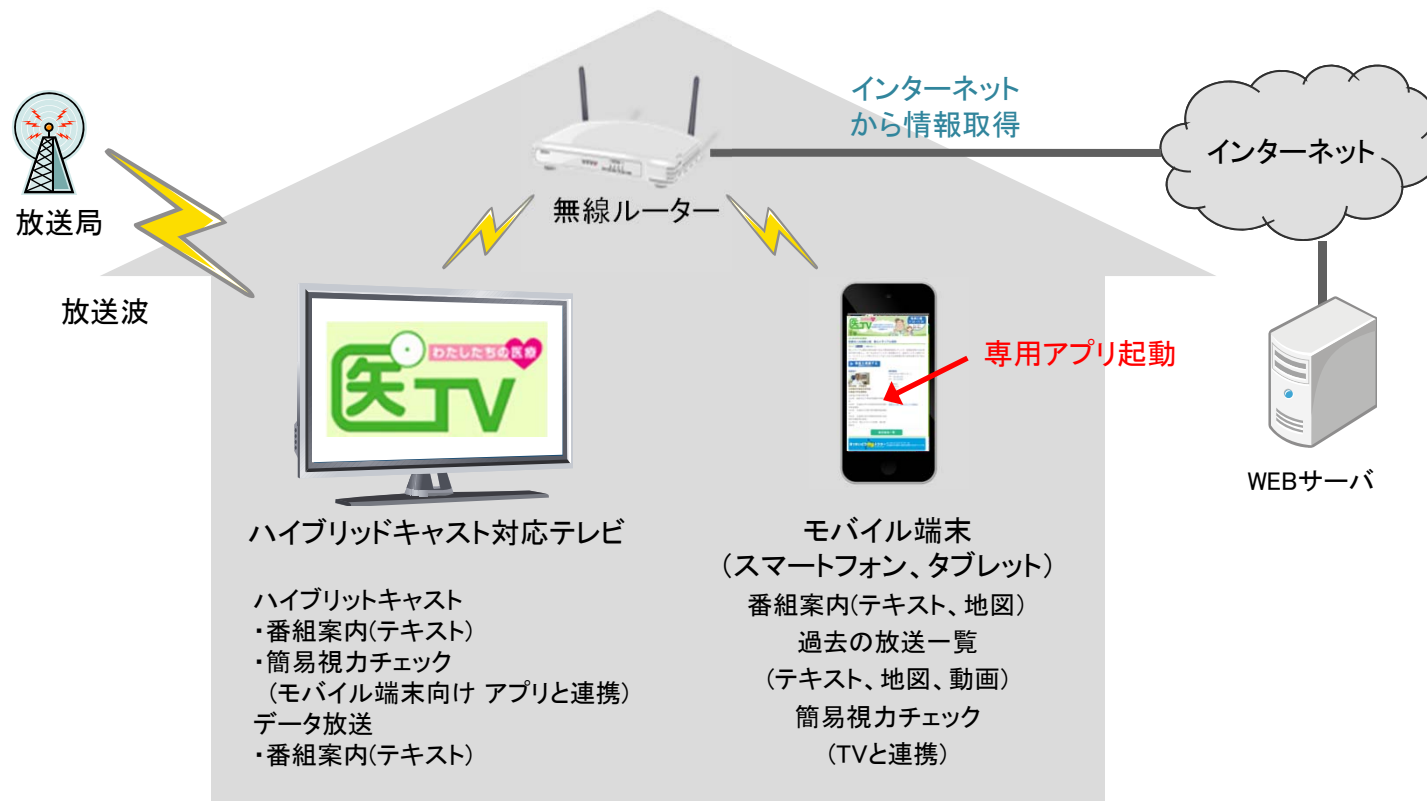 インターネット
から情報取得
インターネット
放送局
無線ルーター
放送波
わたしたちの医療
医TV
医TV
専用アプリ起動
WEBサーバ
ハイブリッドキャスト対応テレビ
ハイブリットキャスト
・番組案内(テキスト)
・簡易視力チェック
(モバイル端末向け アプリと連携)
データ放送
・番組案内(テキスト)
モバイル端末
(スマートフォン、タブレット)
番組案内(テキスト、地図)
過去の放送一覧
(テキスト、地図、動画)
簡易視力チェック
(TVと連携)